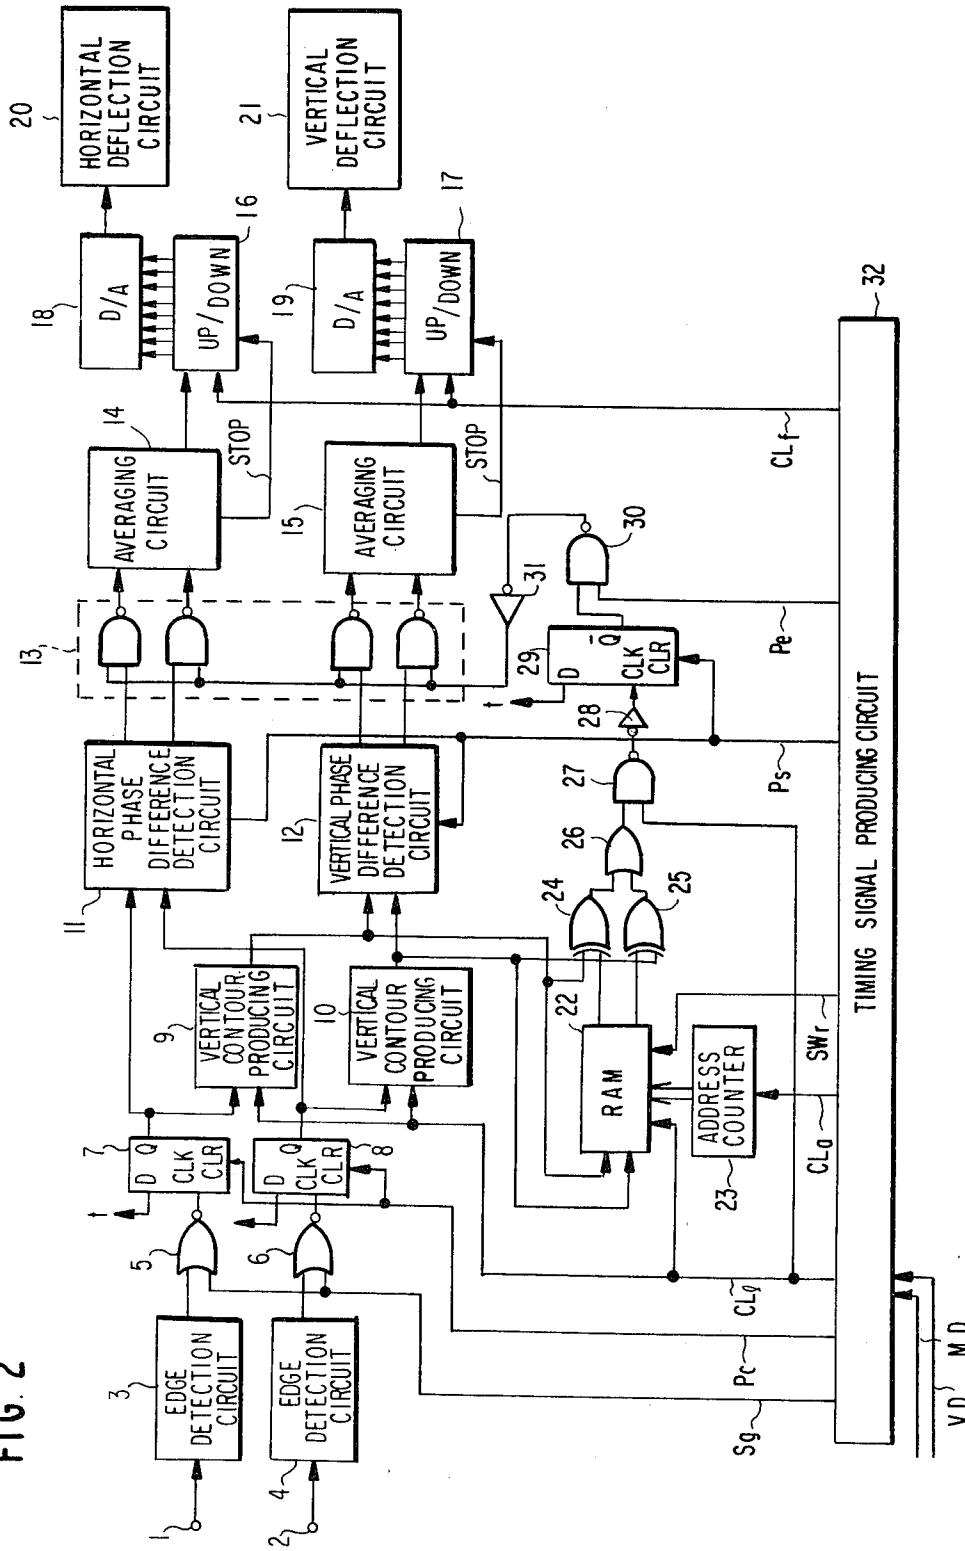 FIG. 2
1
2
3
EDGE
DETECTION
CIRCUIT
4
EDGE
DETECTION
CIRCUIT
5
6
7
D
Q
CLK
CLR
8
D
Q
CLK
CLR
9
VERTICAL
CONTOUR
PRODUCING
CIRCUIT
10
VERTICAL
CONTOUR
PRODUCING
CIRCUIT
11
HORIZONTAL
PHASE
DIFFERENCE
DETECTION
CIRCUIT
12
VERTICAL PHASE
DIFFERENCE
DETECTION
CIRCUIT
13
14
AVERAGING
CIRCUIT
STOP
15
AVERAGING
CIRCUIT
STOP
16
UP/DOWN
17
UP/DOWN
18
D/A
19
D/A
20
HORIZONTAL
DEFLECTION
CIRCUIT
21
VERTICAL
DEFLECTION
CIRCUIT
22
RAM
23
ADDRESS
COUNTER
24
25
26
27
28
29
D
Q̅
CLK
CLR
30
31
32
TIMING SIGNAL PRODUCING CIRCUIT
Sg
Pc
CLl
CLa
SWr
Ps
Pe
CLf
VD
MD